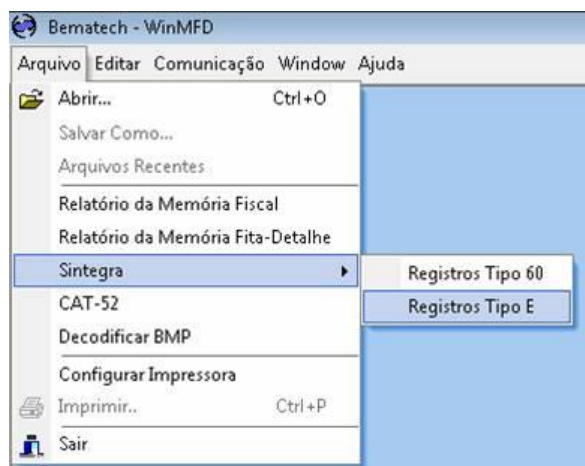 Bematech - WinMFD
Arquivo Editar Comunicação Window Ajuda
Abrir... Ctrl+O
Salvar Como...
Arquivos Recentes
Relatório da Memória Fiscal
Relatório da Memória Fita-Detalhe
Sintegra
Registros Tipo 60
CAT-52
Registros Tipo E
Decodificar BMP
Configurar Impressora
Imprimir.. Ctrl+P
Sair